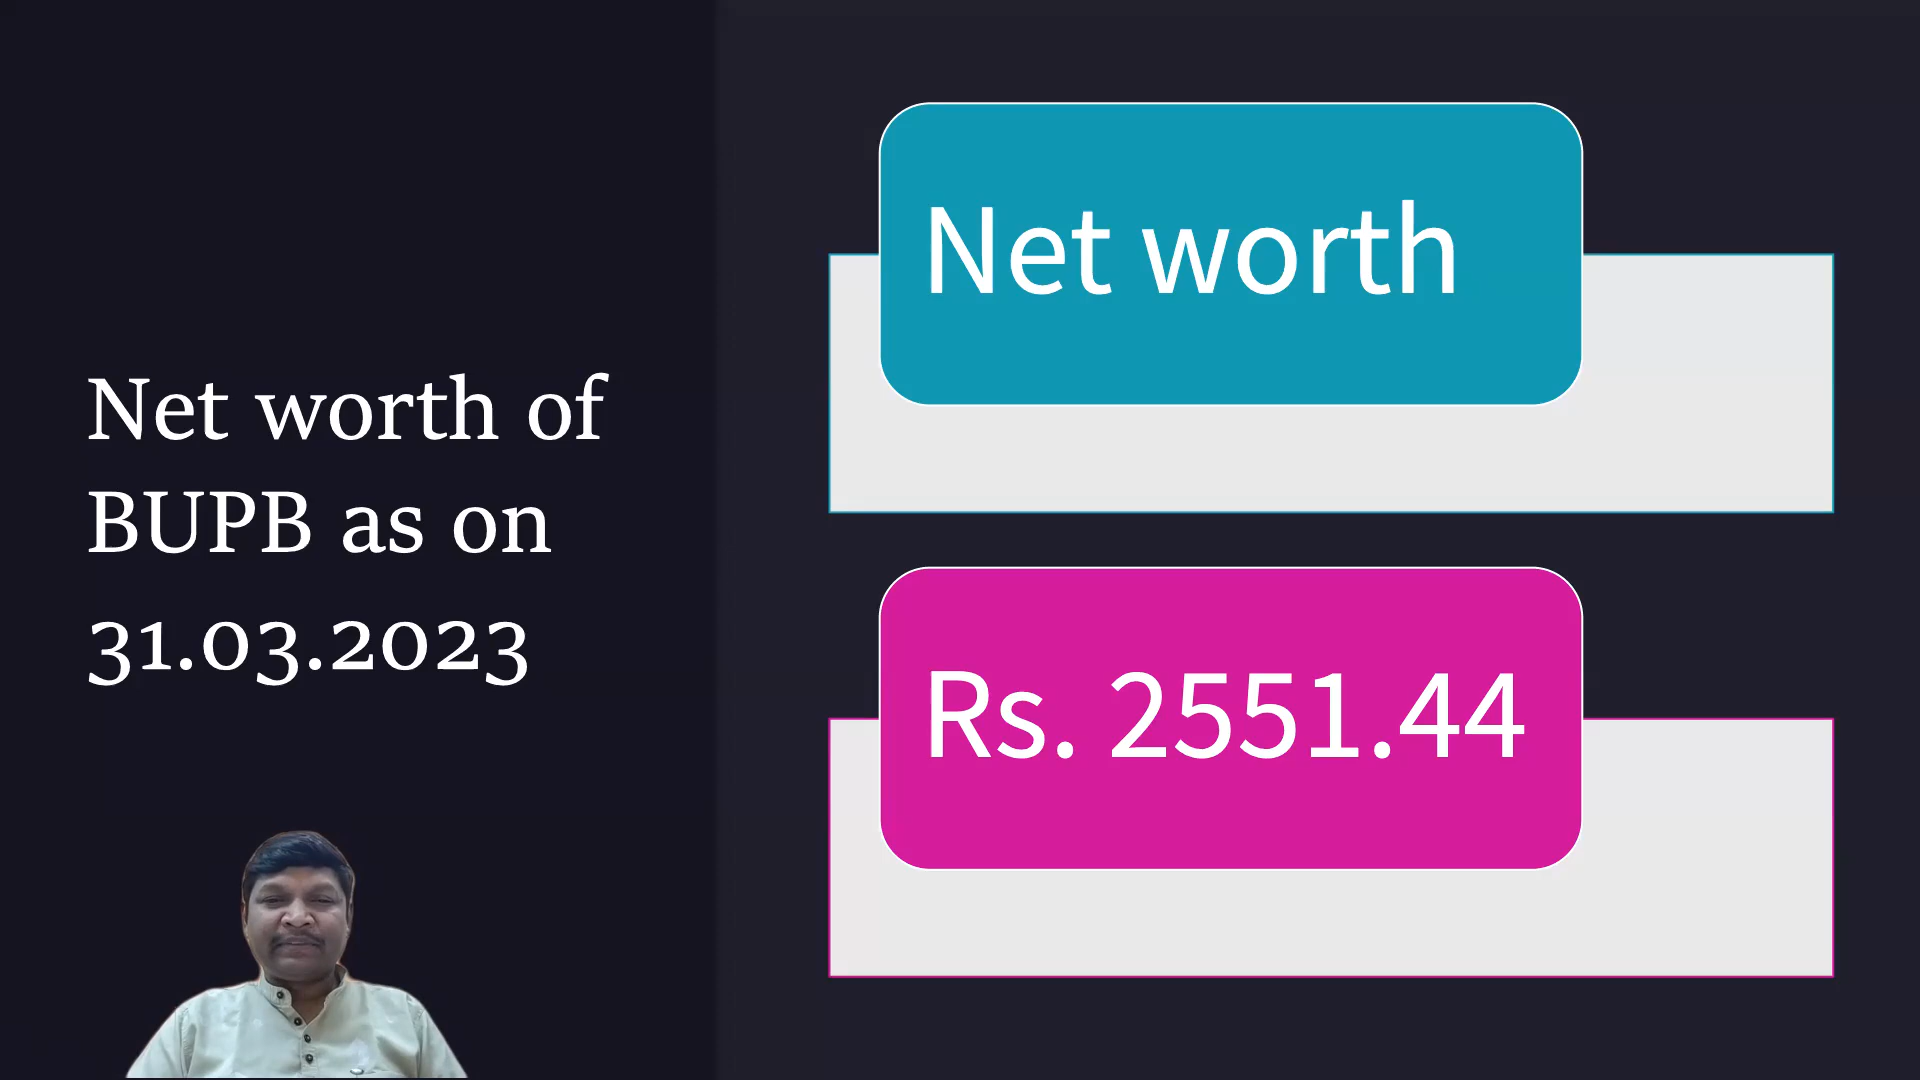 Net worth of
BUPB as on
31.03.2023
Net worth
Rs. 2551.44